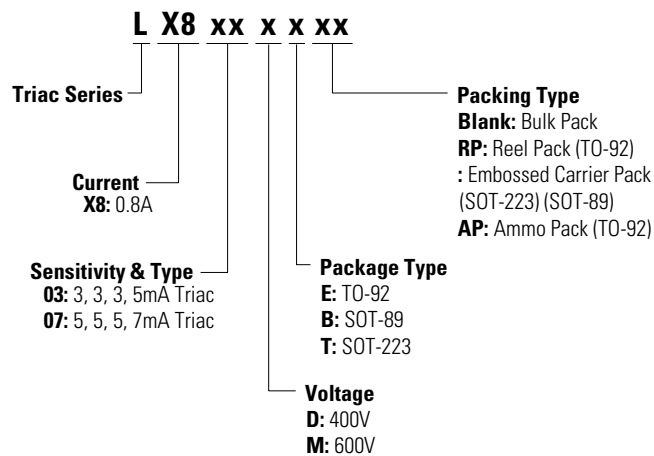 L X8 xx x x xx
Triac Series
Packing Type
Blank: Bulk Pack
RP: Reel Pack (TO-92)
: Embossed Carrier Pack
(SOT-223) (SOT-89)
AP: Ammo Pack (TO-92)
Current
X8: 0.8A
Sensitivity & Type
03: 3, 3, 3, 5mA Triac
07: 5, 5, 5, 7mA Triac
Package Type
E: TO-92
B: SOT-89
T: SOT-223
Voltage
D: 400V
M: 600V